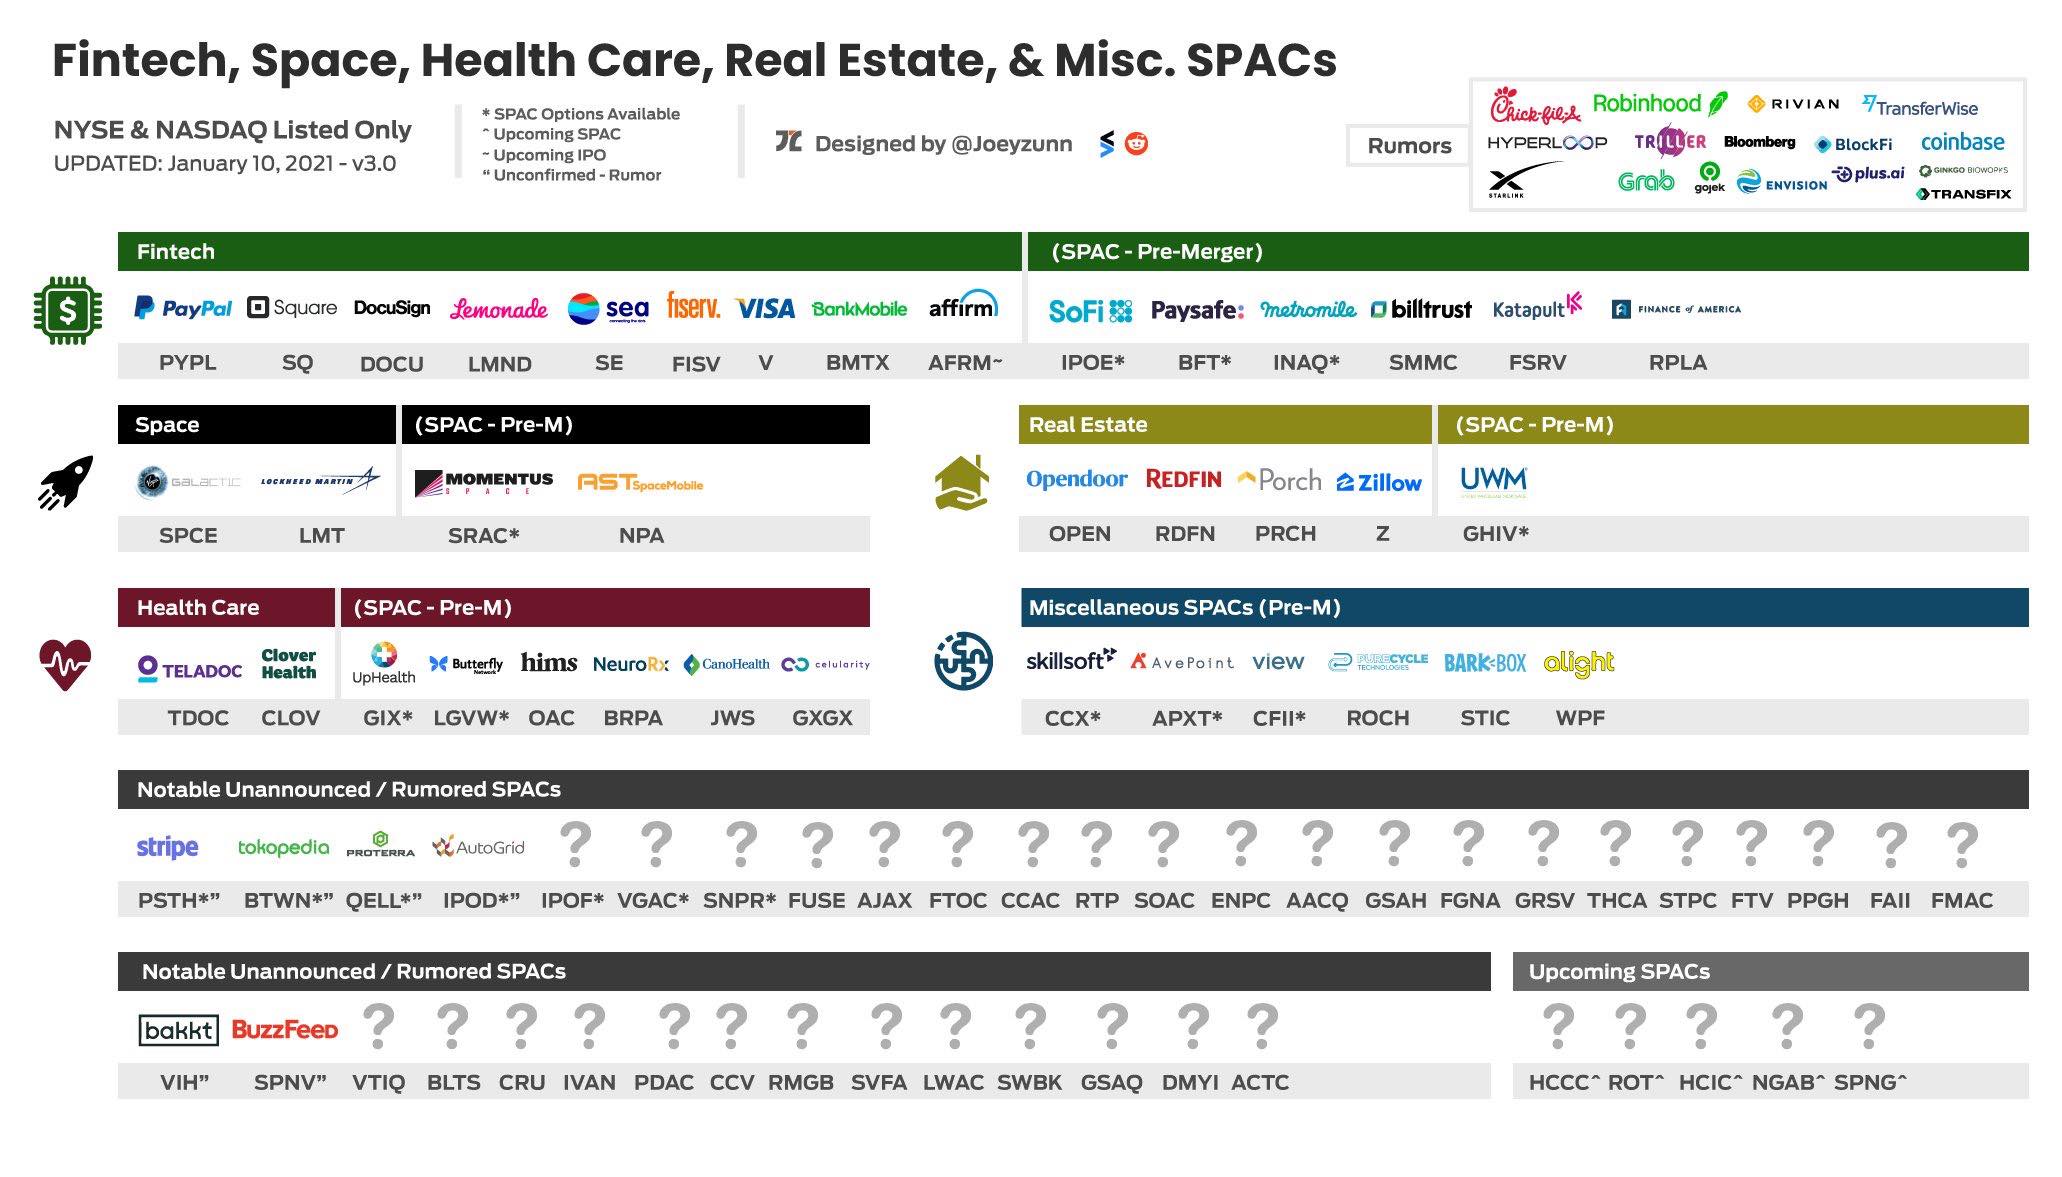 Fintech, Space, Health Care, Real Estate, & Misc. SPACs
NYSE & NASDAQ Listed Only
UPDATED: January 10, 2021 - v3.0
* SPAC Options Available
ˆ Upcoming SPAC
~ Upcoming IPO
“ Unconfirmed - Rumor
Designed by @Joeyzunn
Rumors
Chick-fil-A Robinhood RIVIAN TransferWise
HYPERLOOP TRILLER Bloomberg BlockFi coinbase
STARLINK Grab gojek ENVISION plus.ai GINKGO BIOWORKS
TRANSFIX
Fintech (SPAC - Pre-Merger)
PayPal Square DocuSign Lemonade sea fiserv. VISA BankMobile affirm SoFi Paysafe: metromile billtrust Katapult FINANCE of AMERICA
PYPL SQ DOCU LMND SE FISV V BMTX AFRM~ IPOE* BFT* INAQ* SMMC FSRV RPLA
Space (SPAC - Pre-M)
Virgin GALACTIC LOCKHEED MARTIN MOMENTUS SPACE AST SpaceMobile
SPCE LMT SRAC* NPA
Real Estate (SPAC - Pre-M)
Opendoor REDFIN Porch Zillow UWM
OPEN RDFN PRCH Z GHIV*
Health Care (SPAC - Pre-M)
TELADOC Clover Health UpHealth Butterfly Network hims NeuroRx CanoHealth celularity
TDOC CLOV GIX* LGVW* OAC BRPA JWS GXGX
Miscellaneous SPACs (Pre-M)
skillsoft AvePoint view PURECYCLE TECHNOLOGIES BARK BOX alight
CCX* APXT* CFII* ROCH STIC WPF
Notable Unannounced / Rumored SPACs
stripe tokopedia PROTERRA AutoGrid ? ? ? ? ? ? ? ? ? ? ? ? ? ? ? ? ? ? ? ?
PSTH*” BTWN*” QELL*” IPOD*” IPOF* VGAC* SNPR* FUSE AJAX FTOC CCAC RTP SOAC ENPC AACQ GSAH FGNA GRSV THCA STPC FTV PPGH FAII FMAC
Notable Unannounced / Rumored SPACs
bakkt BuzzFeed ? ? ? ? ? ? ? ? ? ? ? ? ?
VIH” SPNV” VTIQ BLTS CRU IVAN PDAC CCV RMGB SVFA LWAC SWBK GSAQ DMYI ACTC
Upcoming SPACs
? ? ? ? ?
HCCCˆ ROTˆ HCICˆ NGABˆ SPNGˆ